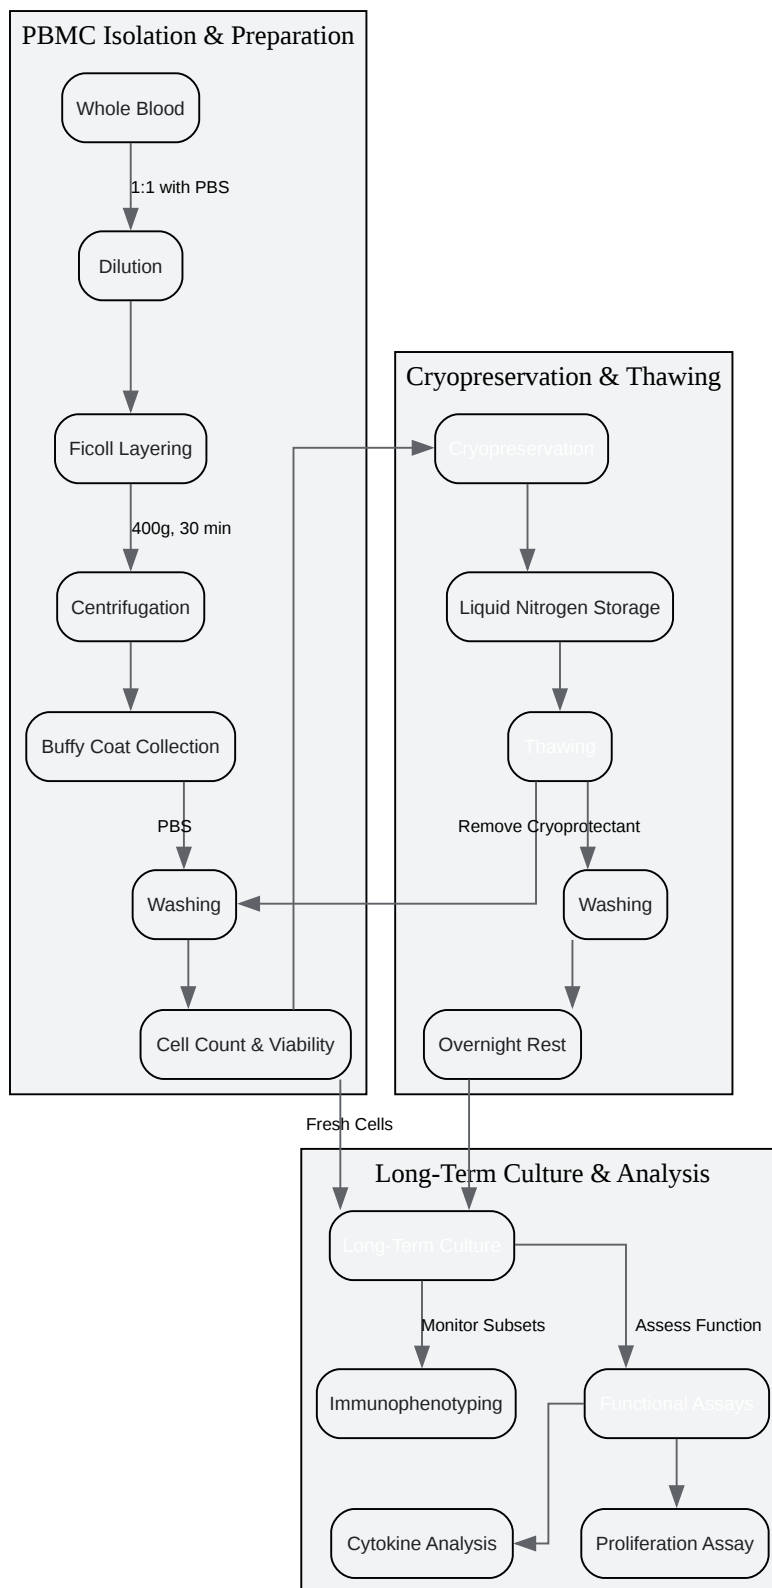 PBMC Isolation & Preparation
Whole Blood
1:1 with PBS
Dilution
Ficoll Layering
400g, 30 min
Centrifugation
Buffy Coat Collection
PBS
Washing
Cell Count & Viability
Fresh Cells
Cryopreservation & Thawing
Cryopreservation
Liquid Nitrogen Storage
Thawing
Remove Cryoprotectant
Washing
Overnight Rest
Long-Term Culture & Analysis
Long-Term Culture
Monitor Subsets
Assess Function
Immunophenotyping
Functional Assays
Cytokine Analysis
Proliferation Assay